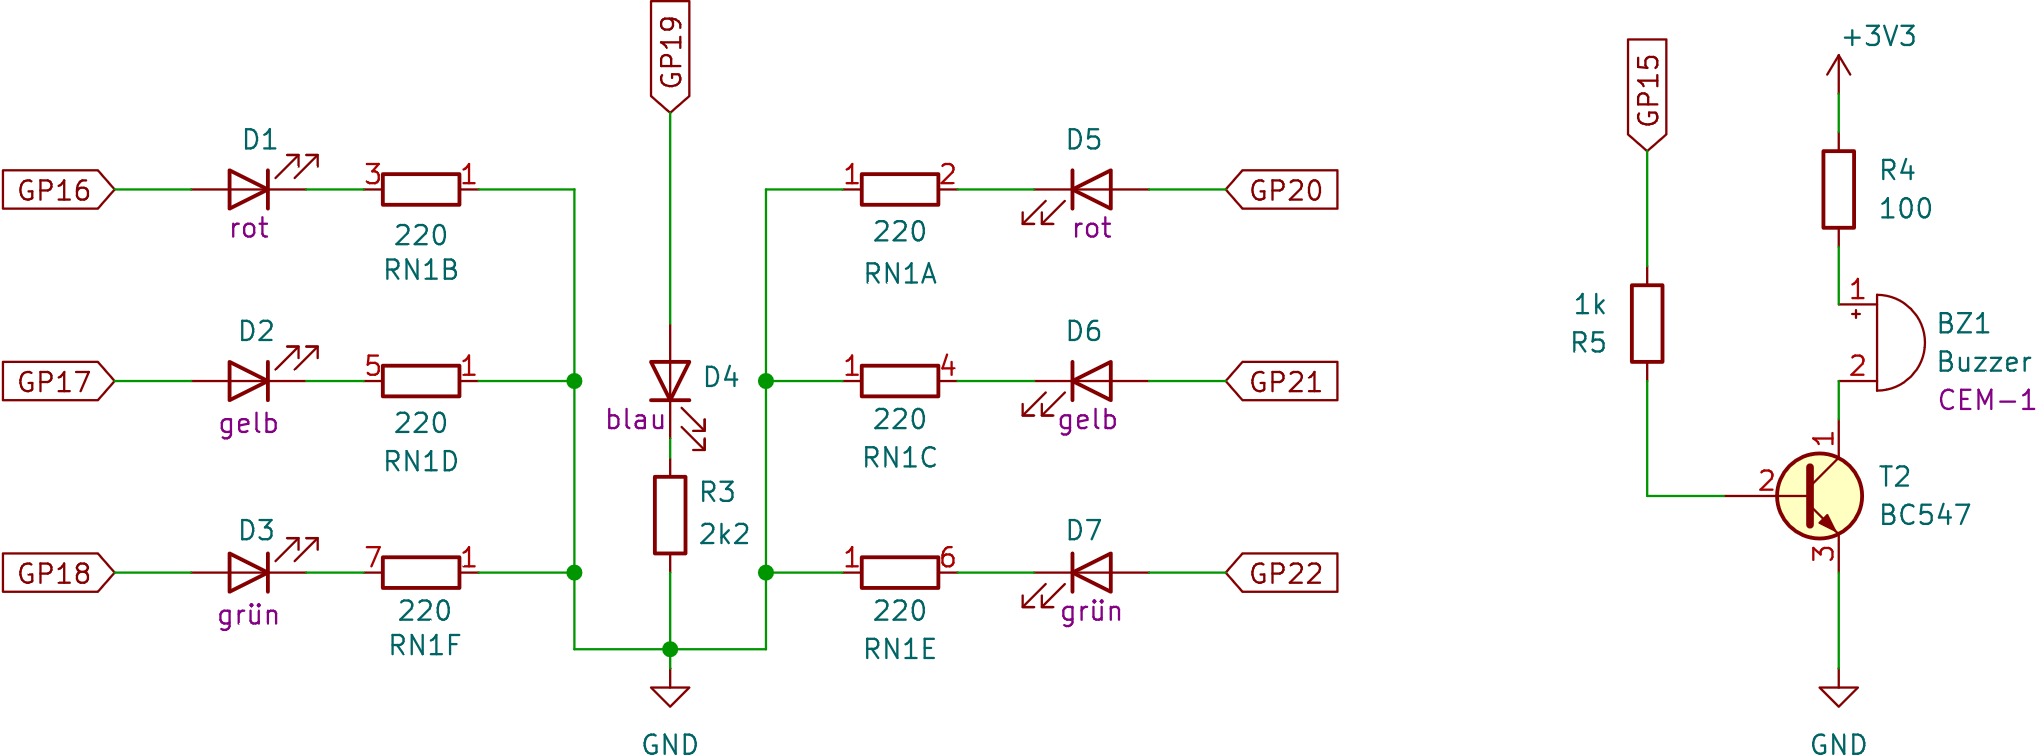 GP16
D1
rot
3
1
220
RN1B
GP17
D2
gelb
5
1
220
RN1D
GP18
D3
grün
7
1
220
RN1F
GP19
D4
blau
R3
2k2
GND
1
2
220
RN1A
D5
rot
GP20
1
4
220
RN1C
D6
gelb
GP21
1
6
220
RN1E
D7
grün
GP22
GP15
1k
R5
+3V3
R4
100
1
+
2
BZ1
Buzzer
CEM-1
1
2
3
T2
BC547
GND